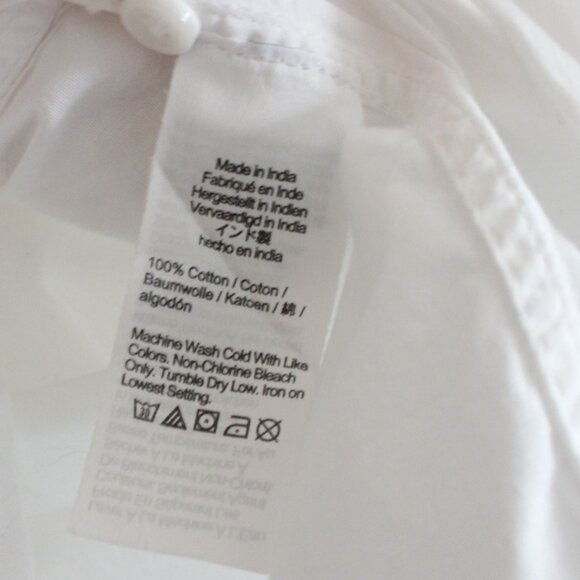 Made in India
Fabriqué en Inde
Hergestellt in Indien
Vervaardigd in India
インド製
hecho en india
100% Cotton / Coton /
Baumwolle / Katoen / 綿 /
algodón
Machine Wash Cold With Like
Colors. Non-Chlorine Bleach
Only. Tumble Dry Low. Iron on
Lowest Setting.
30